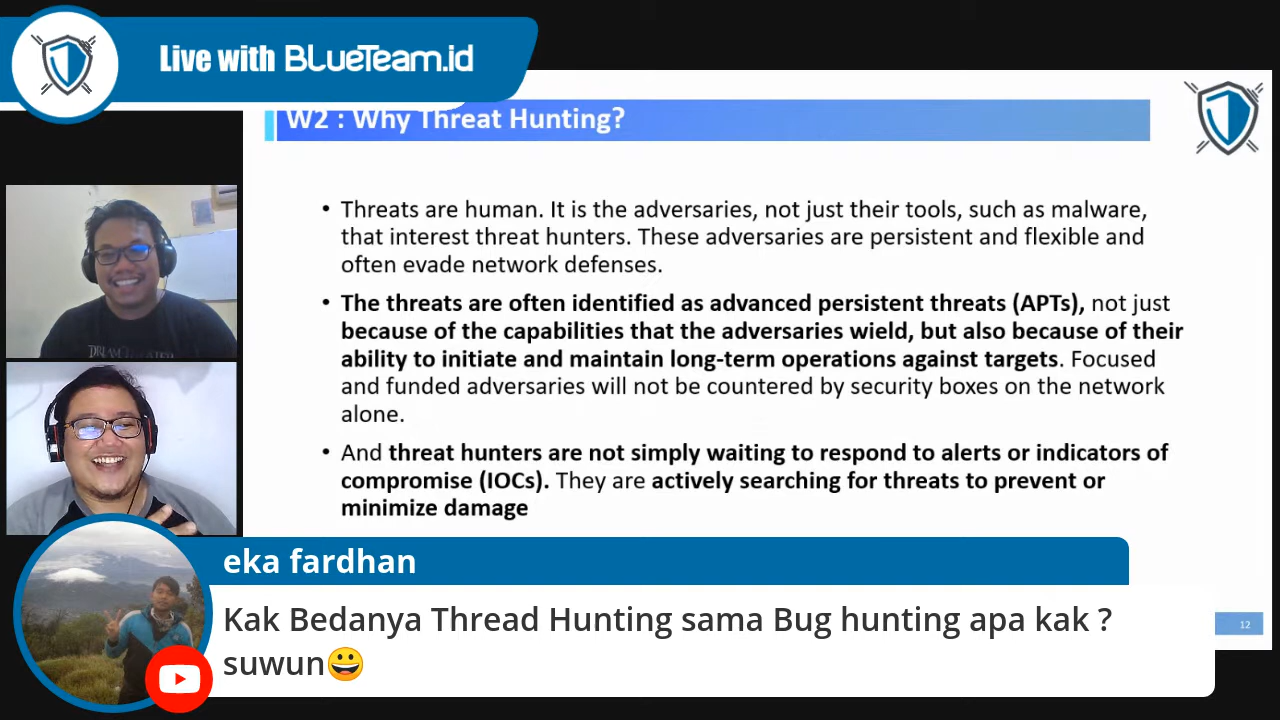 Live with BLueTeam.id
W2 : Why Threat Hunting?
• Threats are human. It is the adversaries, not just their tools, such as malware,
that interest threat hunters. These adversaries are persistent and flexible and
often evade network defenses.
• The threats are often identified as advanced persistent threats (APTs), not just
because of the capabilities that the adversaries wield, but also because of their
ability to initiate and maintain long-term operations against targets. Focused
and funded adversaries will not be countered by security boxes on the network
alone.
• And threat hunters are not simply waiting to respond to alerts or indicators of
compromise (IOCs). They are actively searching for threats to prevent or
minimize damage
eka fardhan
Kak Bedanya Thread Hunting sama Bug hunting apa kak ?
suwun😀
12